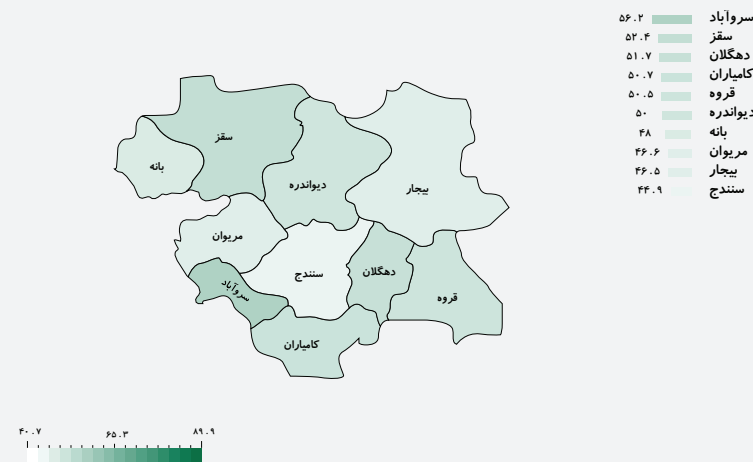 سروآباد ۵۶.۲
سقز ۵۲.۴
دهگلان ۵۱.۷
کامیاران ۵۰.۷
قروه ۵۰.۵
دیواندره ۵۰
بانه ۴۸
مریوان ۴۶.۶
بیجار ۴۶.۵
سنندج ۴۴.۹
سقز
بانه
دیواندره
بیجار
مریوان
سنندج
دهگلان
سروآباد
قروه
کامیاران
۴۰.۷
۶۵.۳
۸۹.۹